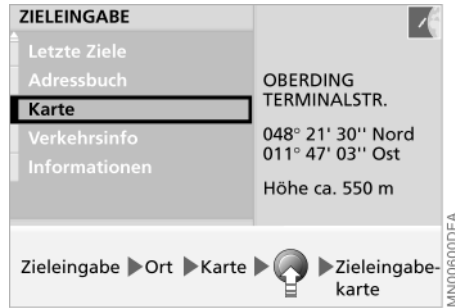 ZIELEINGABE
Letzte Ziele
Adressbuch
Karte
Verkehrsinfo
Informationen
OBERDING
TERMINALSTR.
048° 21' 30'' Nord
011° 47' 03'' Ost
Höhe ca. 550 m
Zieleingabe ▶ Ort ▶ Karte ▶ ▶ Zieleingabe-
karte
MN00600DEA